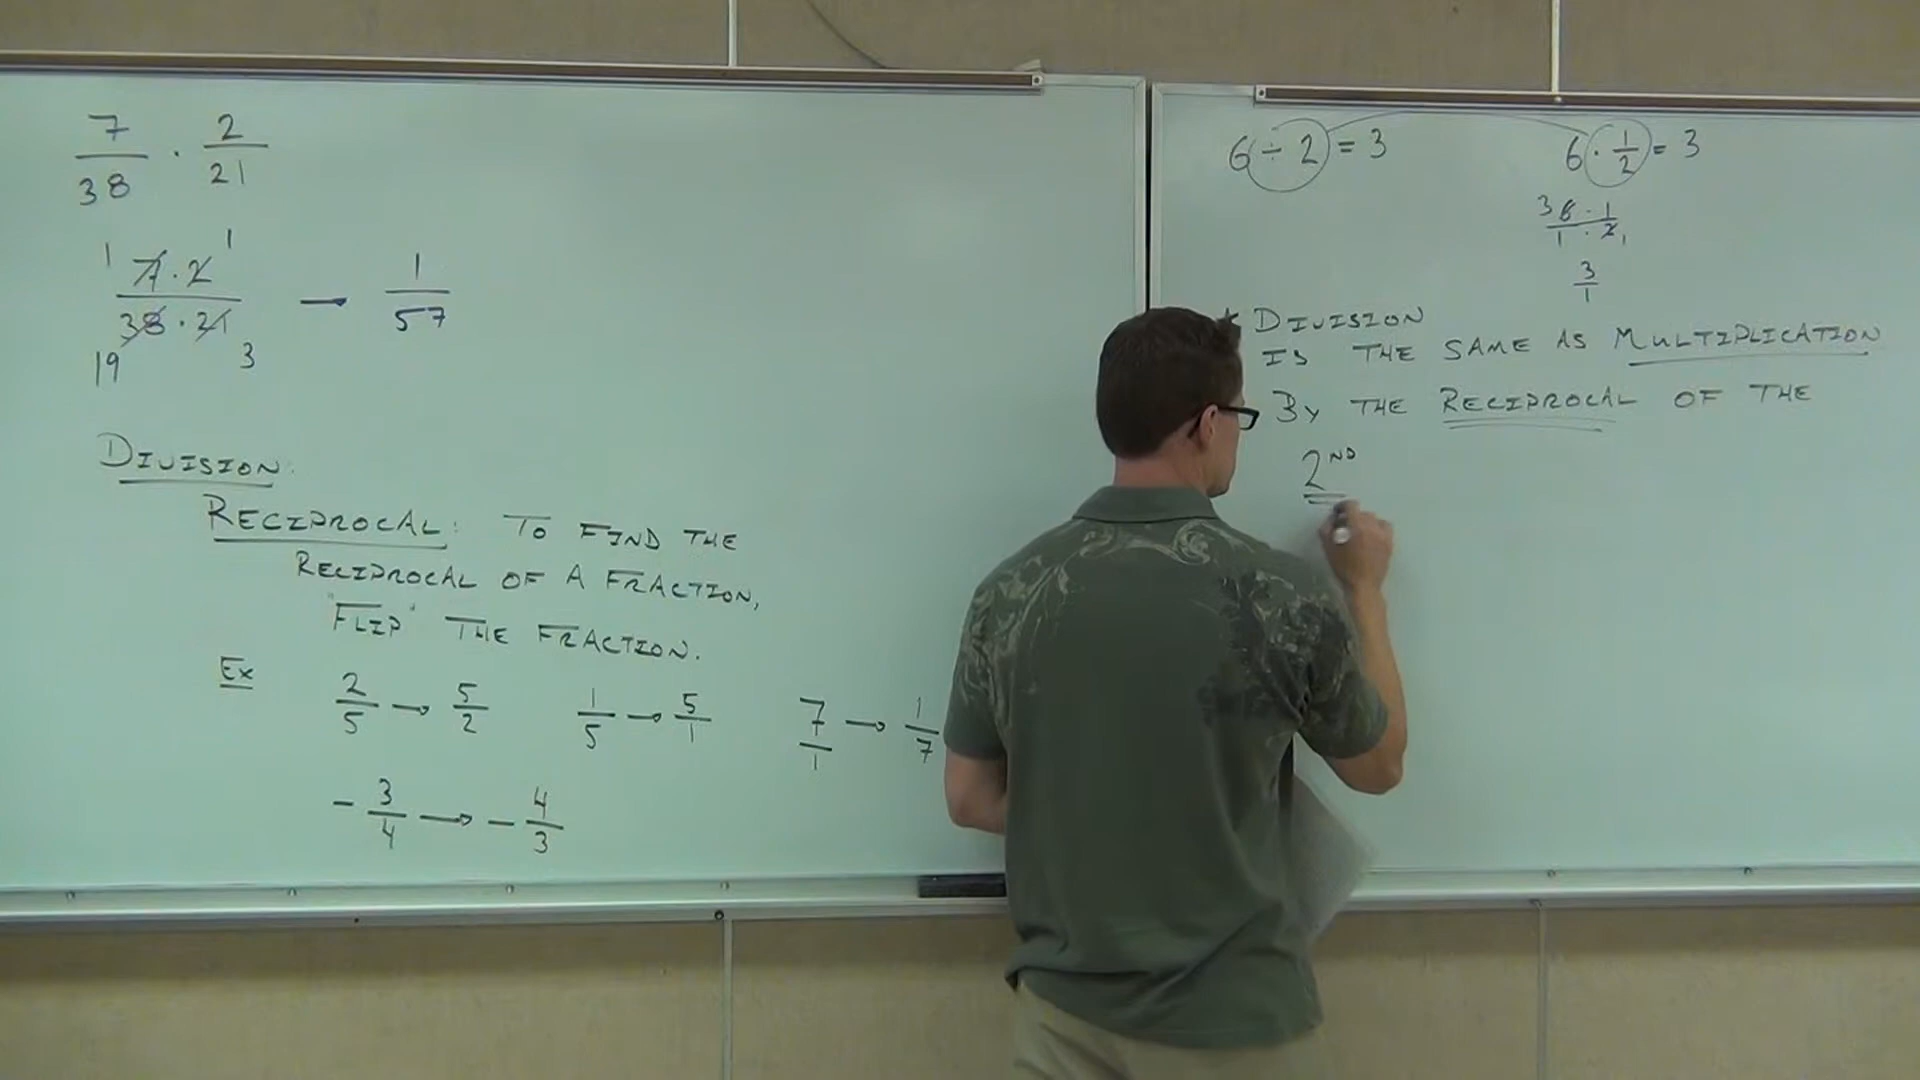 7/38 · 2/21
1 7 · 2 1
38 · 21 → 1/57
19 3
DIVISION:
RECIPROCAL: TO FIND THE
RECIPROCAL OF A FRACTION,
"FLIP" THE FRACTION.
EX 2/5 → 5/2 1/5 → 5/1 7/1 → 1/7
- 3/4 → - 4/3
6 ÷ 2 = 3 6 · 1/2 = 3
3 6 · 1
1 · 2 1
3/1
* DIVISION
IS THE SAME AS MULTIPLICATION
BY THE RECIPROCAL OF THE
2ND